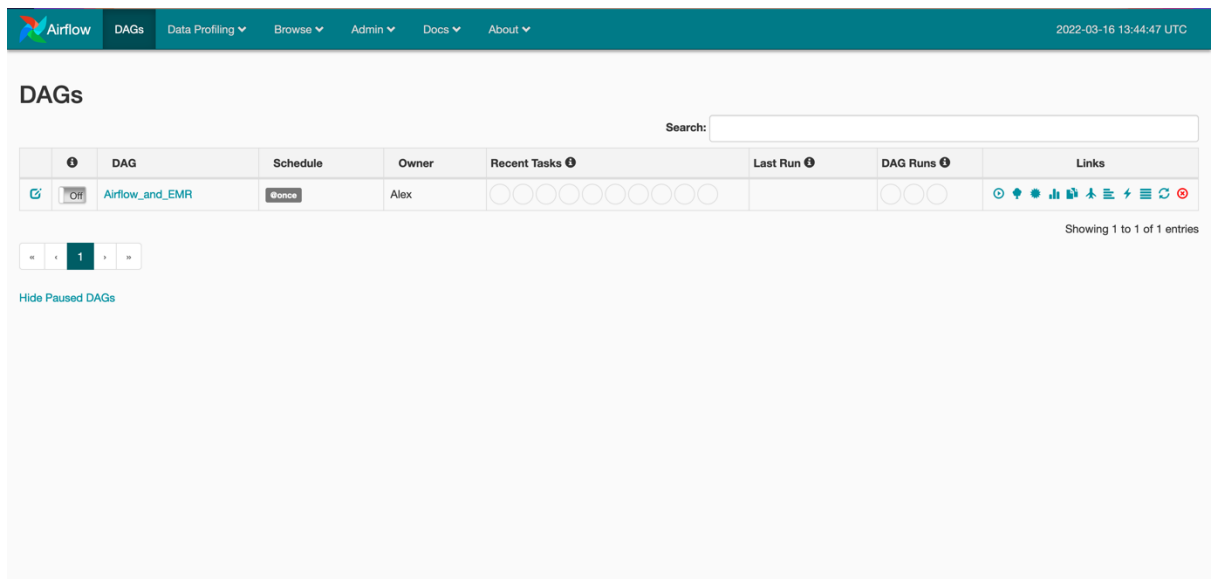 Airflow DAGs Data Profiling Browse Admin Docs About 2022-03-16 13:44:47 UTC
DAGs
Search:
DAG Schedule Owner Recent Tasks Last Run DAG Runs Links
Off Airflow_and_EMR @once Alex
Showing 1 to 1 of 1 entries
« ‹ 1 › »
Hide Paused DAGs